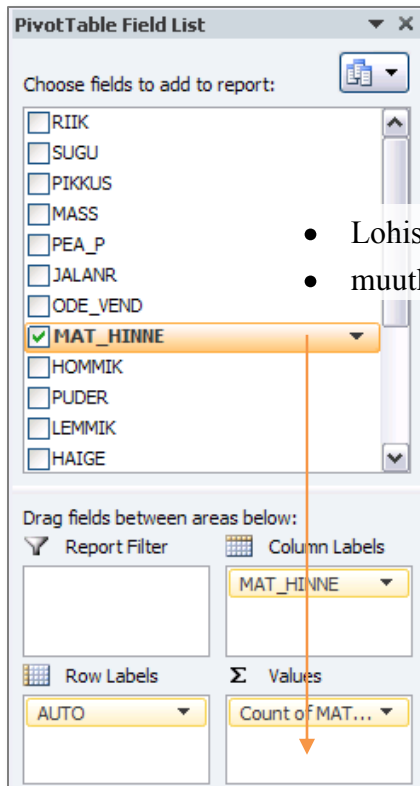 PivotTable Field List
Choose fields to add to report:
RIIK
SUGU
PIKKUS
MASS
PEA_P
• Lohis
JALANR
• muutl
ODE_VEND
MAT_HINNE
HOMMIK
PUDER
LEMMIK
HAIGE
Drag fields between areas below:
Report Filter
Column Labels
MAT_HINNE
Row Labels
Σ Values
AUTO
Count of MAT...